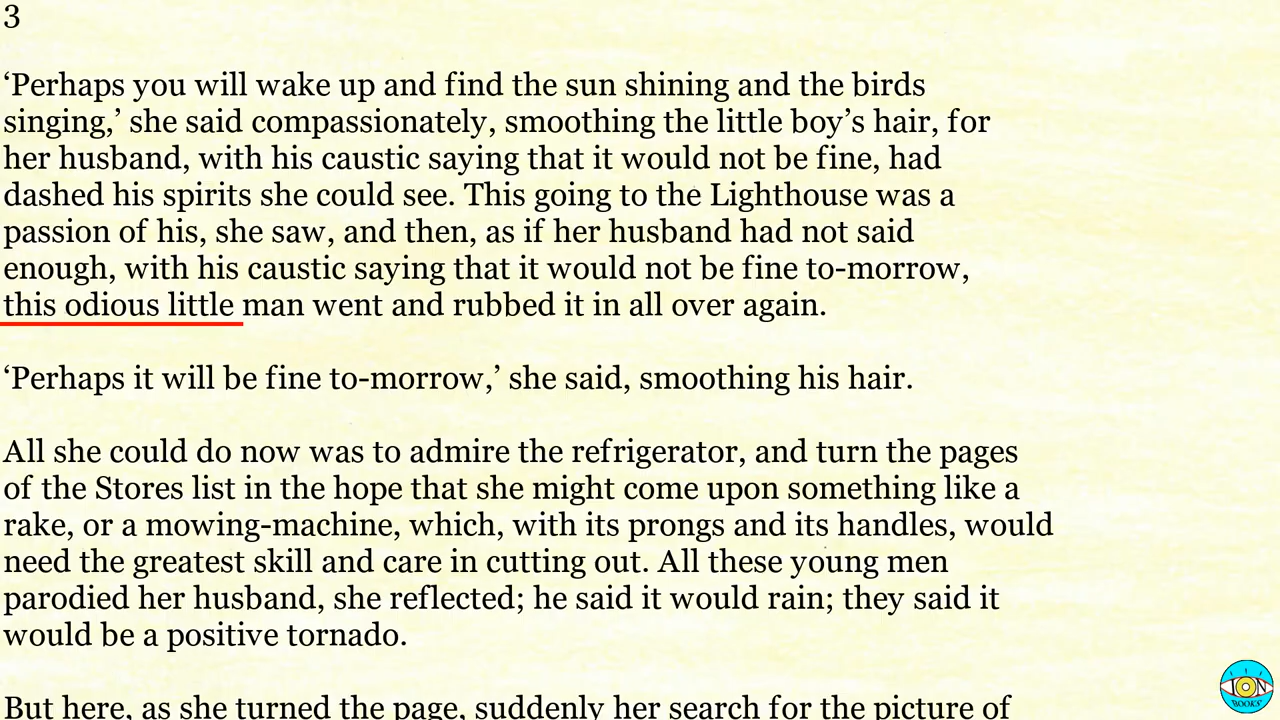 3
‘Perhaps you will wake up and find the sun shining and the birds
singing,’ she said compassionately, smoothing the little boy’s hair, for
her husband, with his caustic saying that it would not be fine, had
dashed his spirits she could see. This going to the Lighthouse was a
passion of his, she saw, and then, as if her husband had not said
enough, with his caustic saying that it would not be fine to-morrow,
this odious little man went and rubbed it in all over again.
‘Perhaps it will be fine to-morrow,’ she said, smoothing his hair.
All she could do now was to admire the refrigerator, and turn the pages
of the Stores list in the hope that she might come upon something like a
rake, or a mowing-machine, which, with its prongs and its handles, would
need the greatest skill and care in cutting out. All these young men
parodied her husband, she reflected; he said it would rain; they said it
would be a positive tornado.
But here, as she turned the page, suddenly her search for the picture of
ION
BOOKS